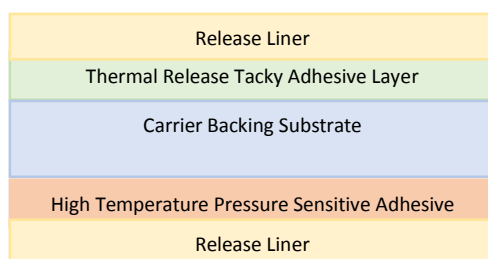 Release Liner
Thermal Release Tacky Adhesive Layer
Carrier Backing Substrate
High Temperature Pressure Sensitive Adhesive
Release Liner